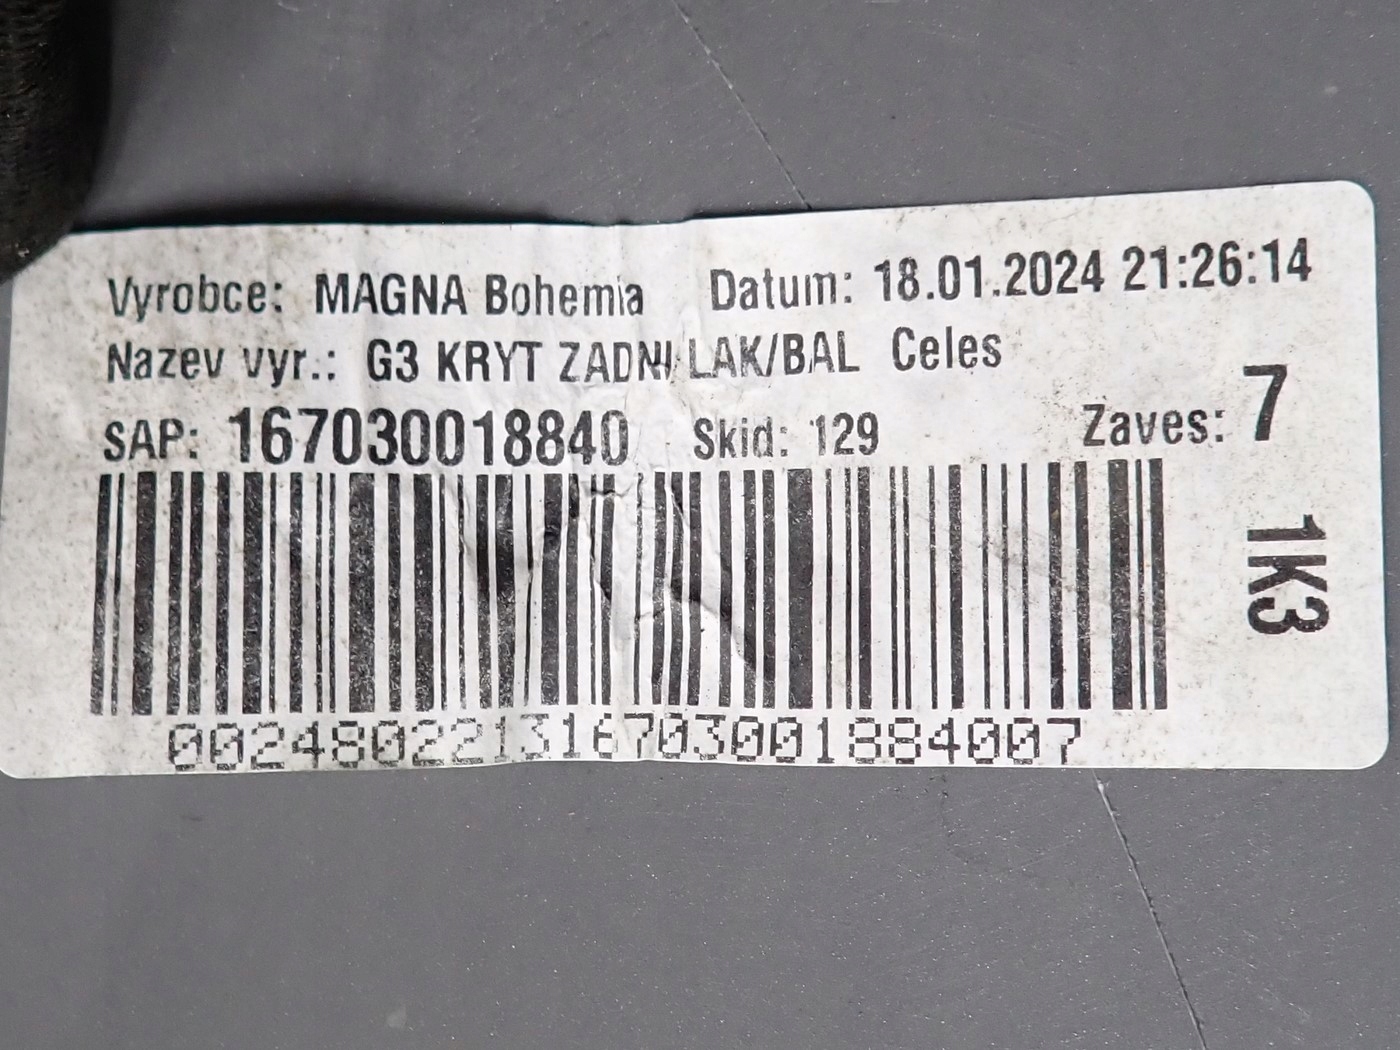 Vyrobce: MAGNA Bohemia Datum: 18.01.2024 21:26:14
Nazev vyr.: G3 KRYT ZADNI LAK/BAL Celes
SAP: 167030018840 Skid: 129 Zaves: 7
1K3
002480221316703001884007